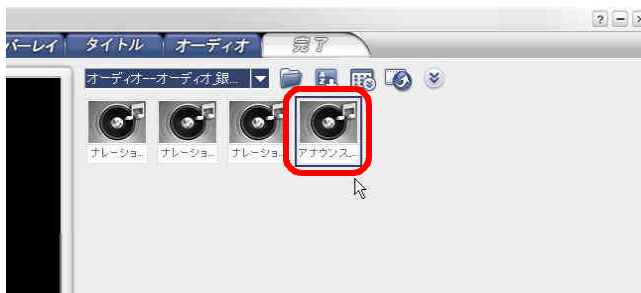 バーレイ タイトル オーディオ 完了
オーディオ--オーディオ_銀...
ナレーショ... ナレーショ... ナレーショ... アナウンス...